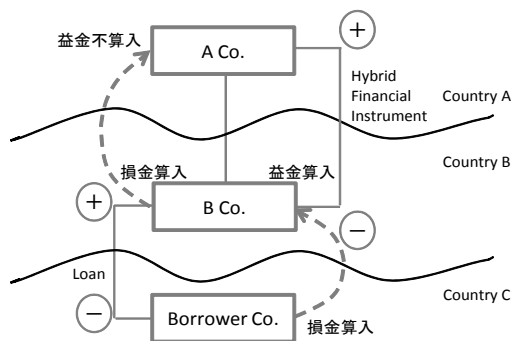 益金不算入
+
A Co.
Hybrid
Financial
Instrument
Country A
Country B
損金算入
益金算入
+
B Co.
−
Loan
Country C
−
Borrower Co.
損金算入